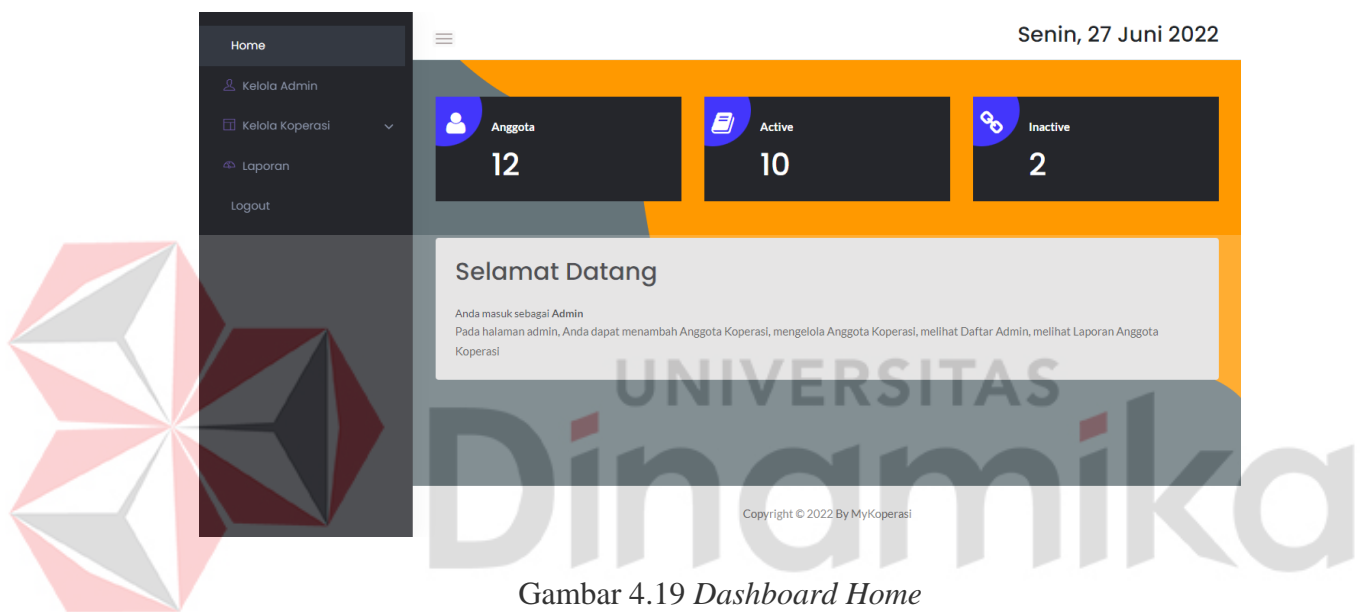 Home
Kelola Admin
Kelola Koperasi
Laporan
Logout
Senin, 27 Juni 2022
Anggota
12
Active
10
Inactive
2
Selamat Datang
Anda masuk sebagai Admin
Pada halaman admin, Anda dapat menambah Anggota Koperasi, mengelola Anggota Koperasi, melihat Daftar Admin, melihat Laporan Anggota
Koperasi
UNIVERSITAS
Dinamika
Copyright © 2022 By MyKoperasi
Gambar 4.19 Dashboard Home